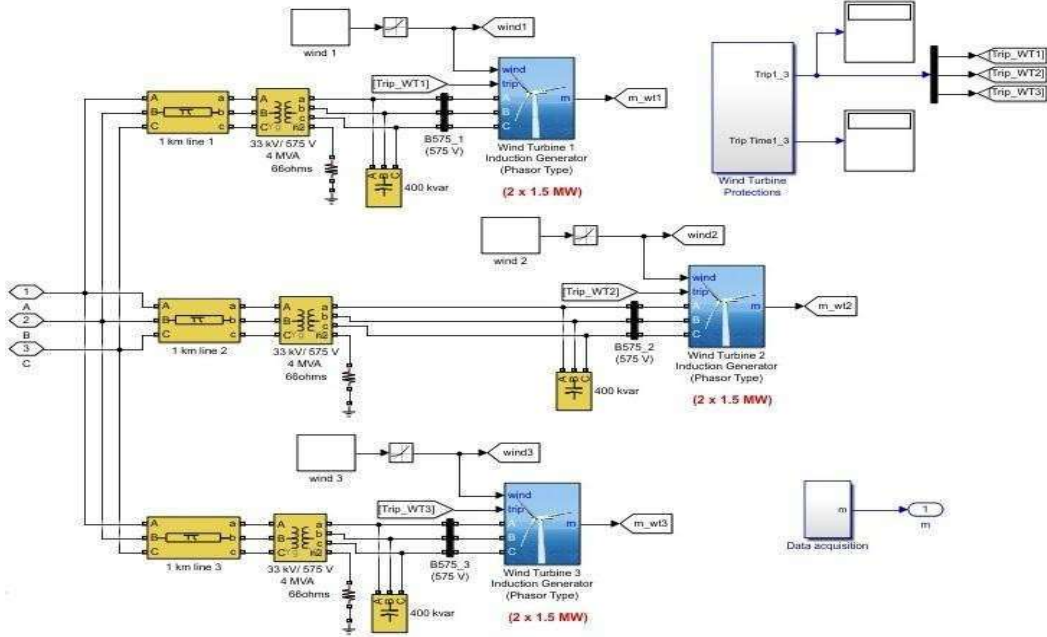 wind 1
wind1
[Trip_WT1]
wind
trip
A
B
C
m
m_wt1
A
B
C
a
b
c
1 km line 1
A
B
C
a
b
c
n2
33 kV/ 575 V
4 MVA
66ohms
A B C
400 kvar
B575_1
(575 V)
Wind Turbine 1
Induction Generator
(Phasor Type)
(2 x 1.5 MW)
Trip1_3
Trip Time1_3
Wind Turbine
Protections
[Trip_WT1]
[Trip_WT2]
[Trip_WT3]
wind 2
wind2
[Trip_WT2]
wind
trip
A
B
C
m
m_wt2
1
A
2
B
3
C
A
B
C
a
b
c
1 km line 2
A
B
C
a
b
c
n2
33 kV/ 575 V
4 MVA
66ohms
A B C
400 kvar
B575_2
(575 V)
Wind Turbine 2
Induction Generator
(Phasor Type)
(2 x 1.5 MW)
wind 3
wind3
[Trip_WT3]
wind
trip
A
B
C
m
m_wt3
A
B
C
a
b
c
1 km line 3
A
B
C
a
b
c
n2
33 kV/ 575 V
4 MVA
66ohms
A B C
400 kvar
B575_3
(575 V)
Wind Turbine 3
Induction Generator
(Phasor Type)
(2 x 1.5 MW)
m
Data acquisition
1
m